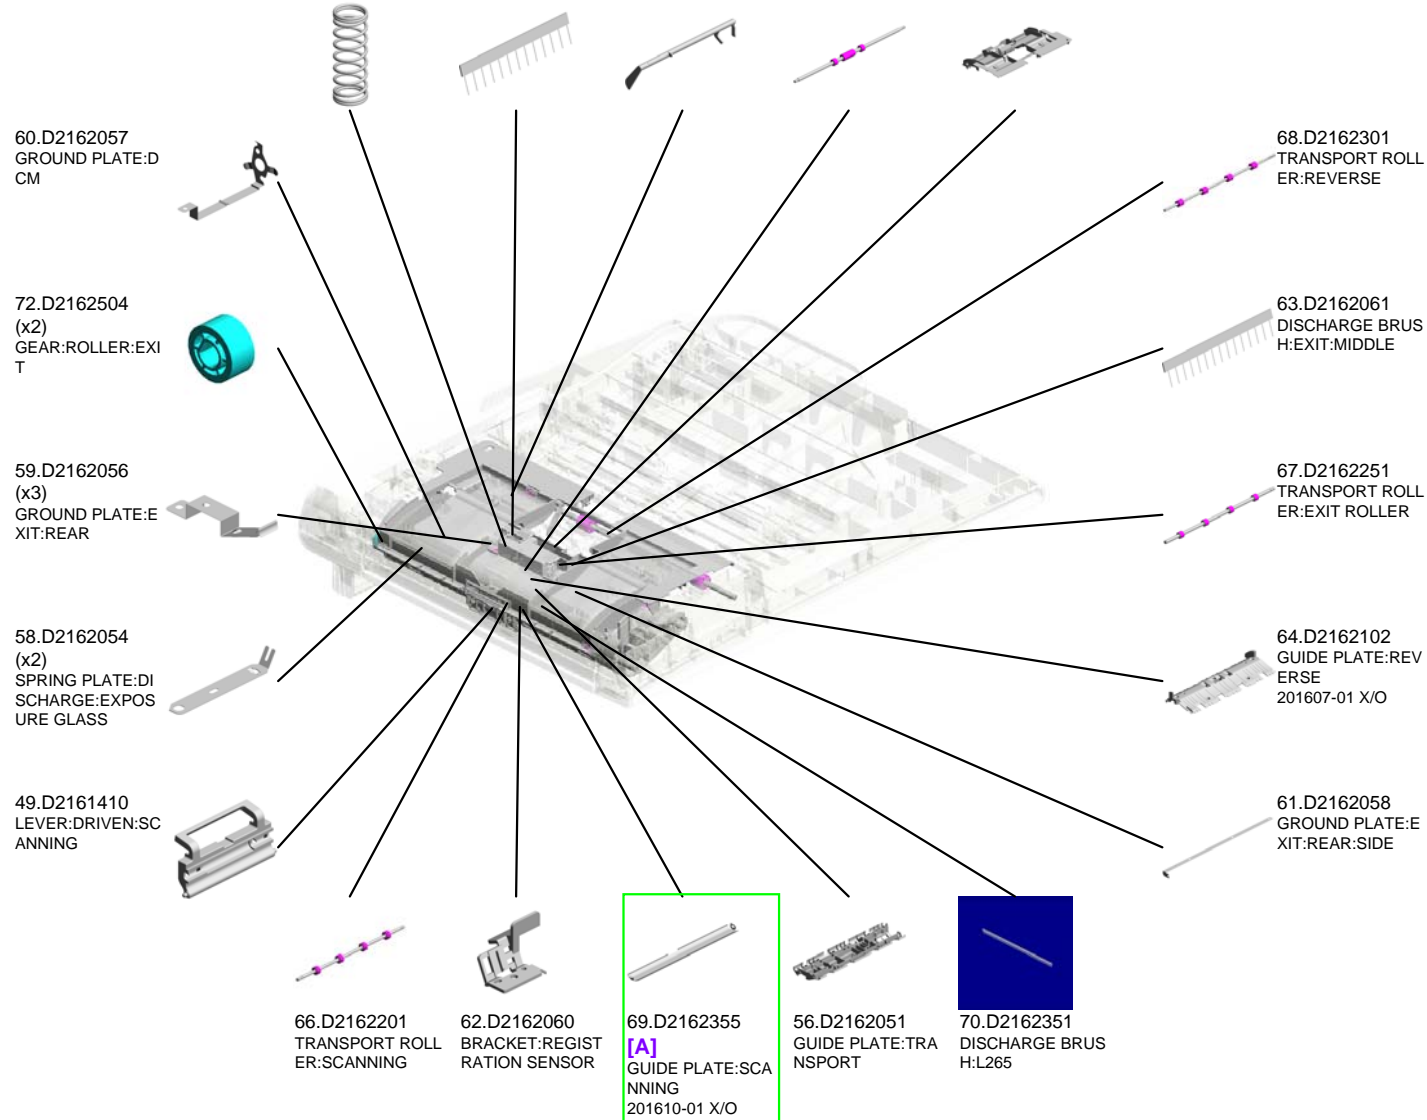 60.D2162057
GROUND PLATE:D
CM
68.D2162301
TRANSPORT ROLL
ER:REVERSE
72.D2162504
(x2)
GEAR:ROLLER:EXI
T
63.D2162061
DISCHARGE BRUS
H:EXIT:MIDDLE
59.D2162056
(x3)
GROUND PLATE:E
XIT:REAR
67.D2162251
TRANSPORT ROLL
ER:EXIT ROLLER
58.D2162054
(x2)
SPRING PLATE:DI
SCHARGE:EXPOS
URE GLASS
64.D2162102
GUIDE PLATE:REV
ERSE
201607-01 X/O
49.D2161410
LEVER:DRIVEN:SC
ANNING
61.D2162058
GROUND PLATE:E
XIT:REAR:SIDE
66.D2162201
TRANSPORT ROLL
ER:SCANNING
62.D2162060
BRACKET:REGIST
RATION SENSOR
69.D2162355
[A]
GUIDE PLATE:SCA
NNING
201610-01 X/O
56.D2162051
GUIDE PLATE:TRA
NSPORT
70.D2162351
DISCHARGE BRUS
H:L265